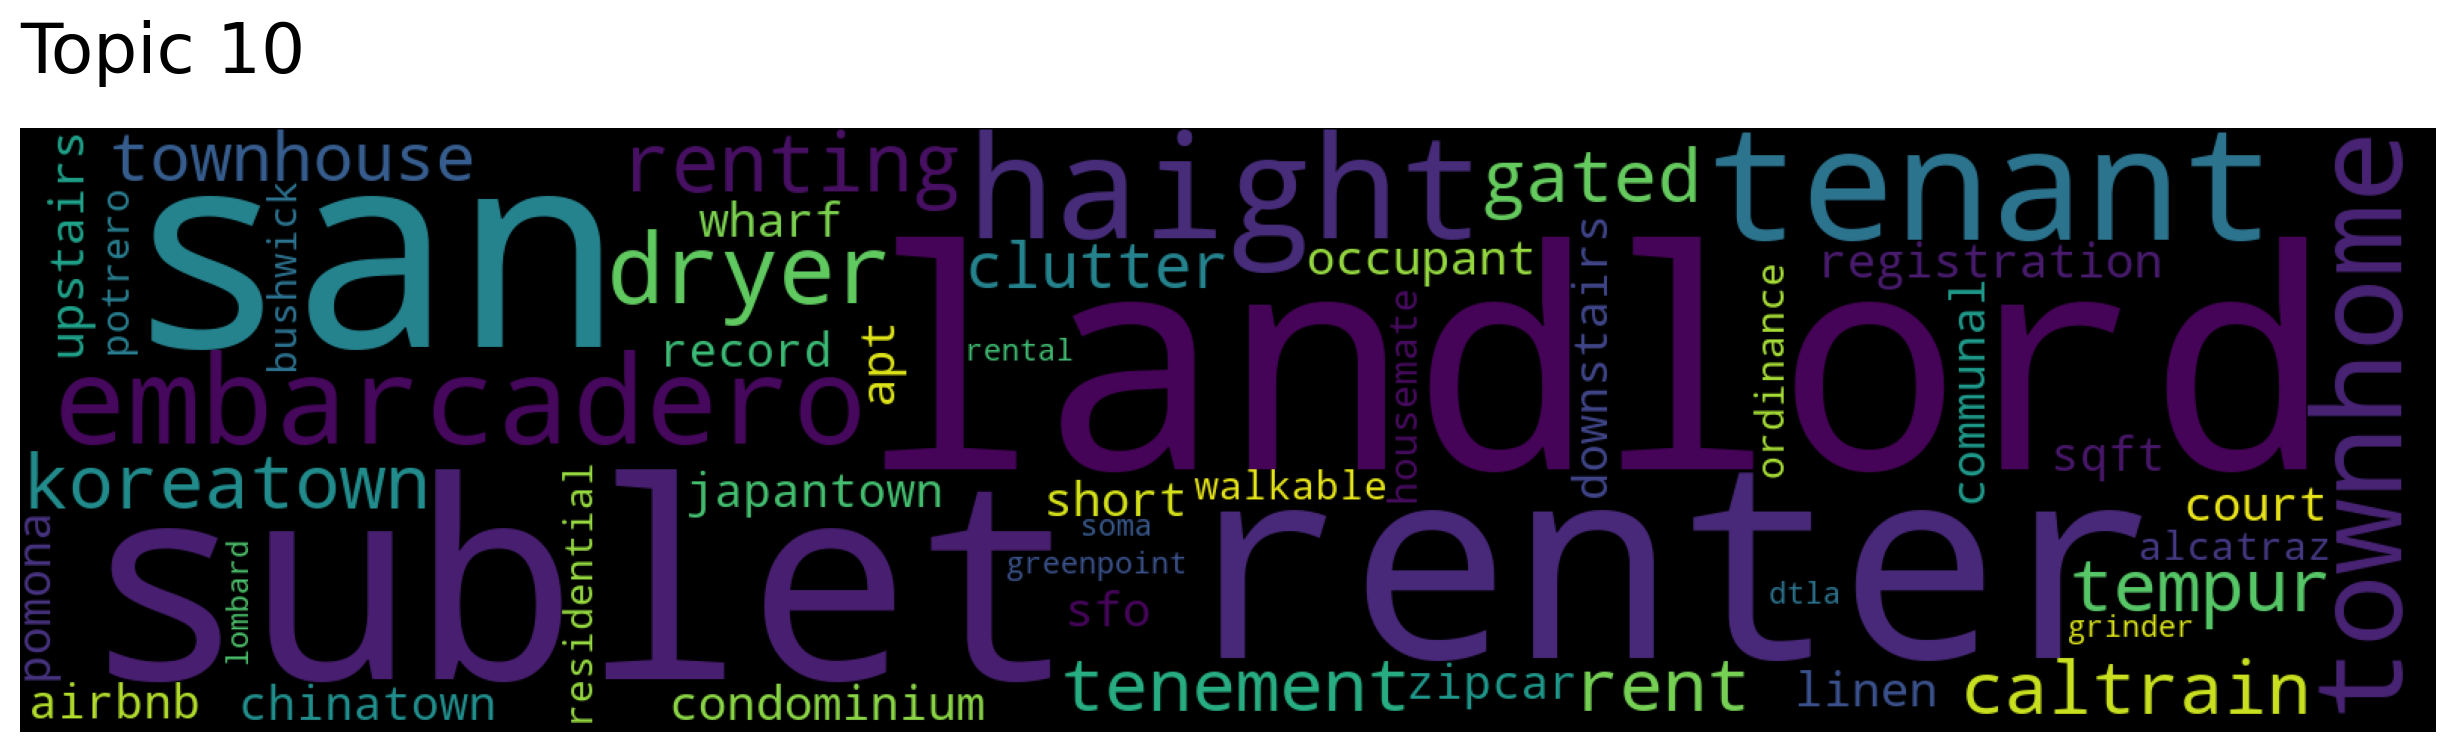 Topic 10
upstairs
townhouse
potrero
bushwick
san
renting
wharf
dryer
haight
gated
tenant
townhome
clutter
occupant
registration
record
apt
rental
landlord
housemate
downstairs
ordinance
communal
sqft
embarcadero
koreatown
japantown
short
walkable
court
soma
greenpoint
alcatraz
pomona
lombard
sublet
residential
sfo
renter
dtla
tempur
grinder
airbnb
chinatown
condominium
tenement
zipcar
rent
linen
caltrain